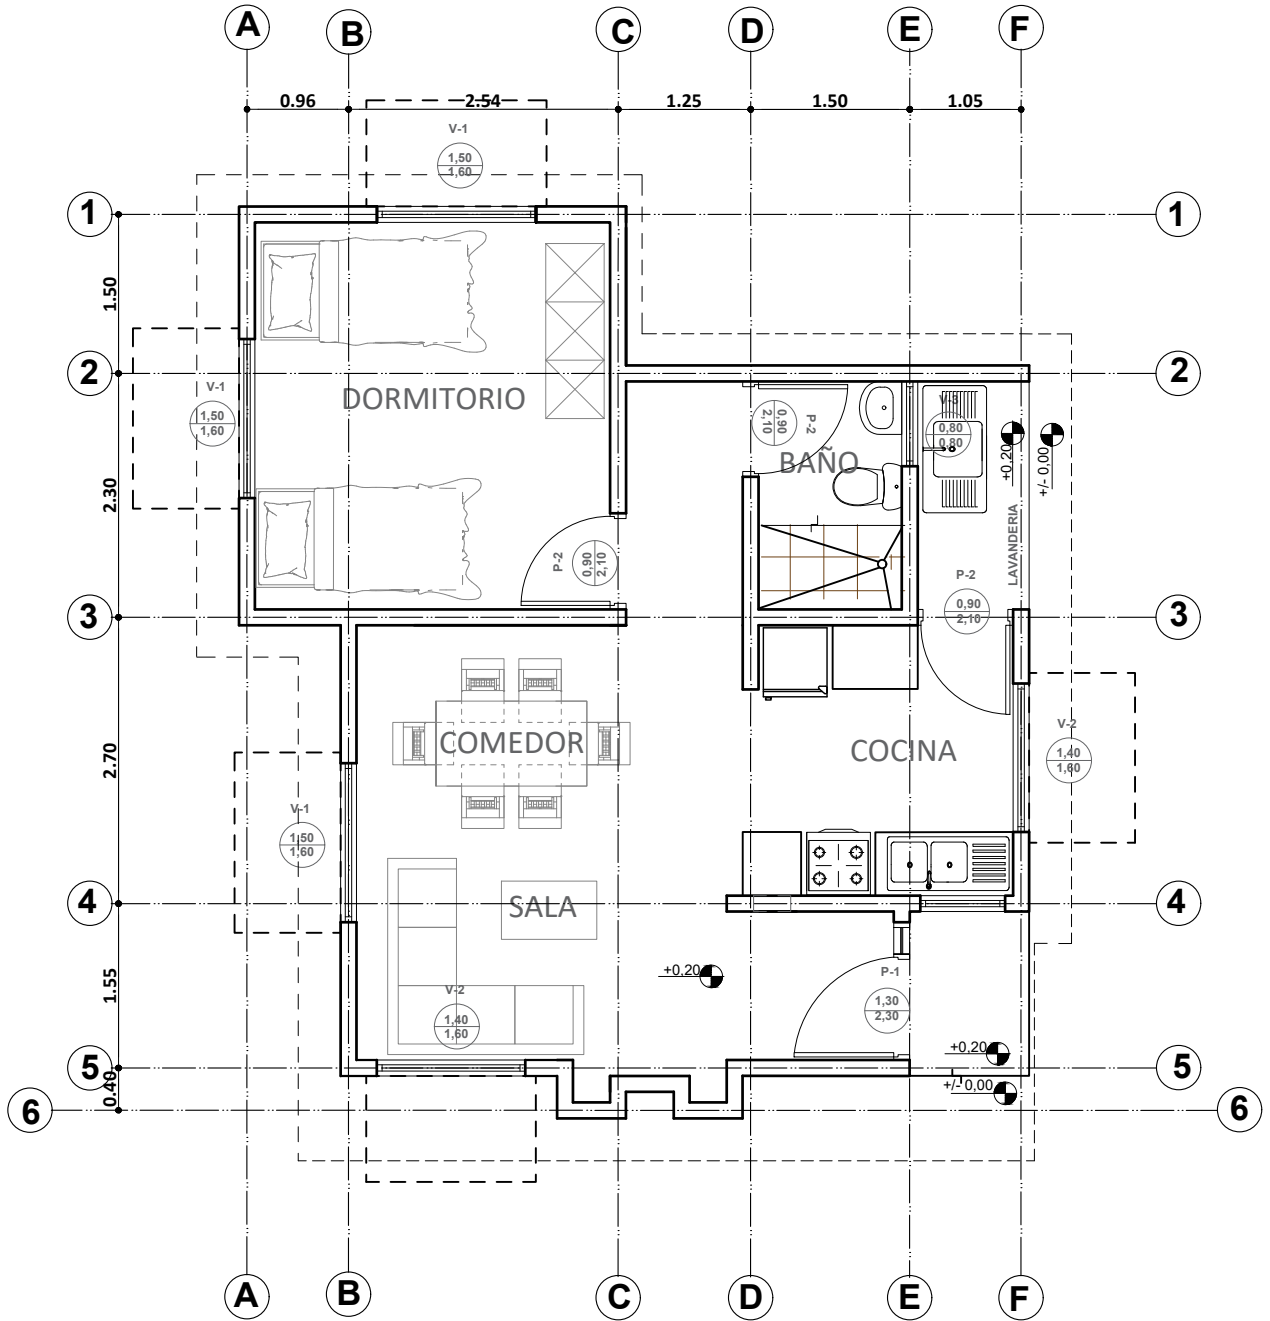 A
B
C
D
E
F
0.96
2.54
1.25
1.50
1.05
V-1
1,50
1,60
1
1
1.50
2
2
V-1
1,50
1,60
DORMITORIO
0,90
2,10
P-2
BAÑO
V-3
0,80
0,80
+0,20
+/- 0,00
2.30
LAVANDERIA
P-2
0,90
2,10
P-2
0,90
2,10
3
3
2.70
COMEDOR
COCINA
V-2
1,40
1,60
V-1
1,50
1,60
4
4
SALA
1.55
+0,20
P-1
1,30
2,30
V-2
1,40
1,60
+0,20
5
5
0.40
+/- 0,00
6
6
A
B
C
D
E
F